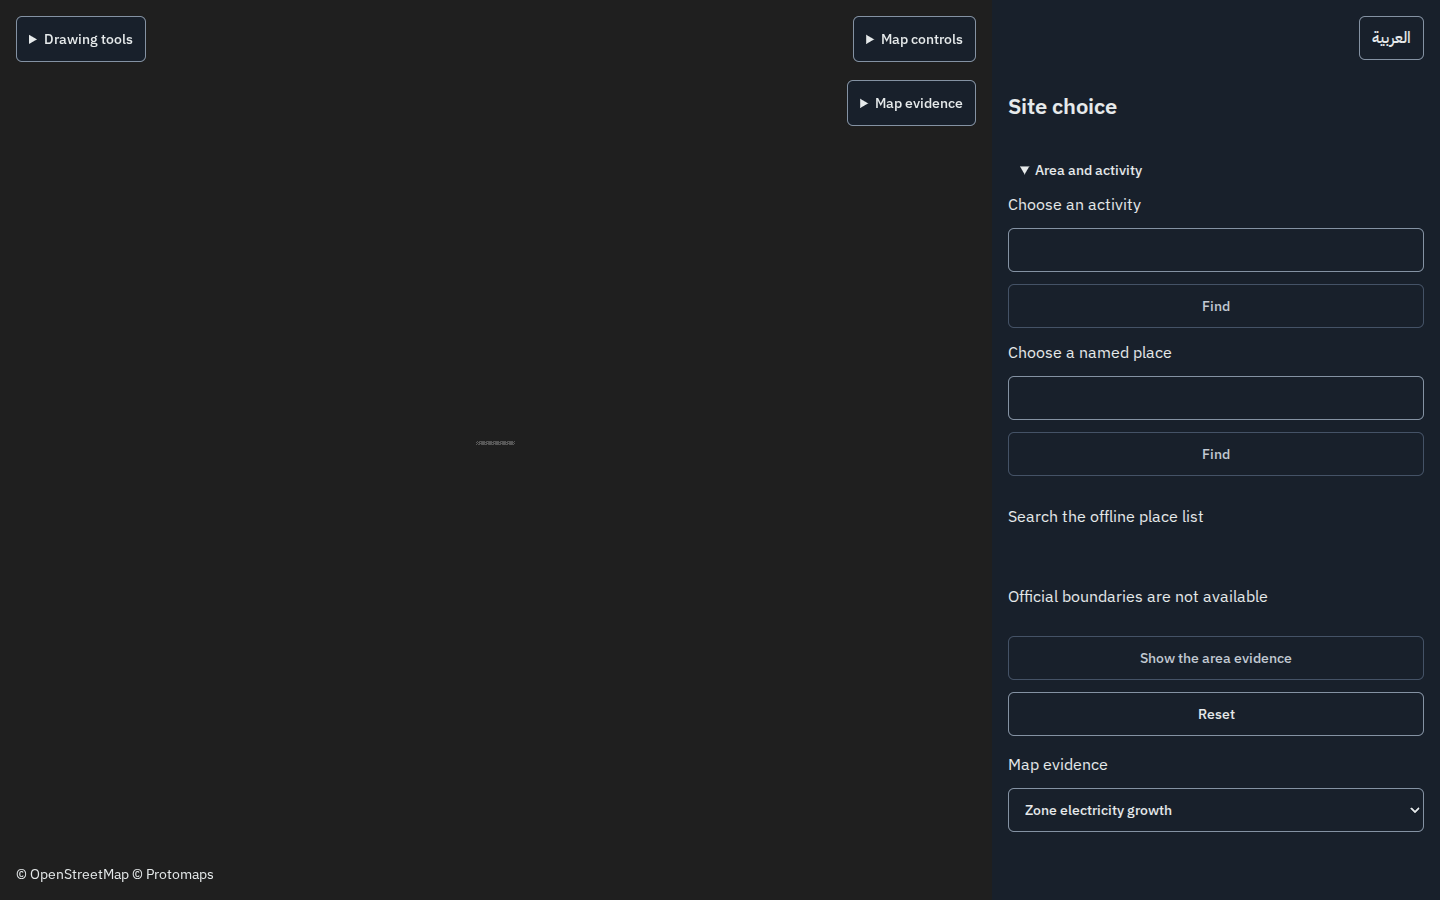 Drawing tools
Map controls
Map evidence
العربية
Site choice
Area and activity
Choose an activity
Find
Choose a named place
Find
Search the offline place list
Official boundaries are not available
Show the area evidence
Reset
Map evidence
Zone electricity growth
© OpenStreetMap © Protomaps